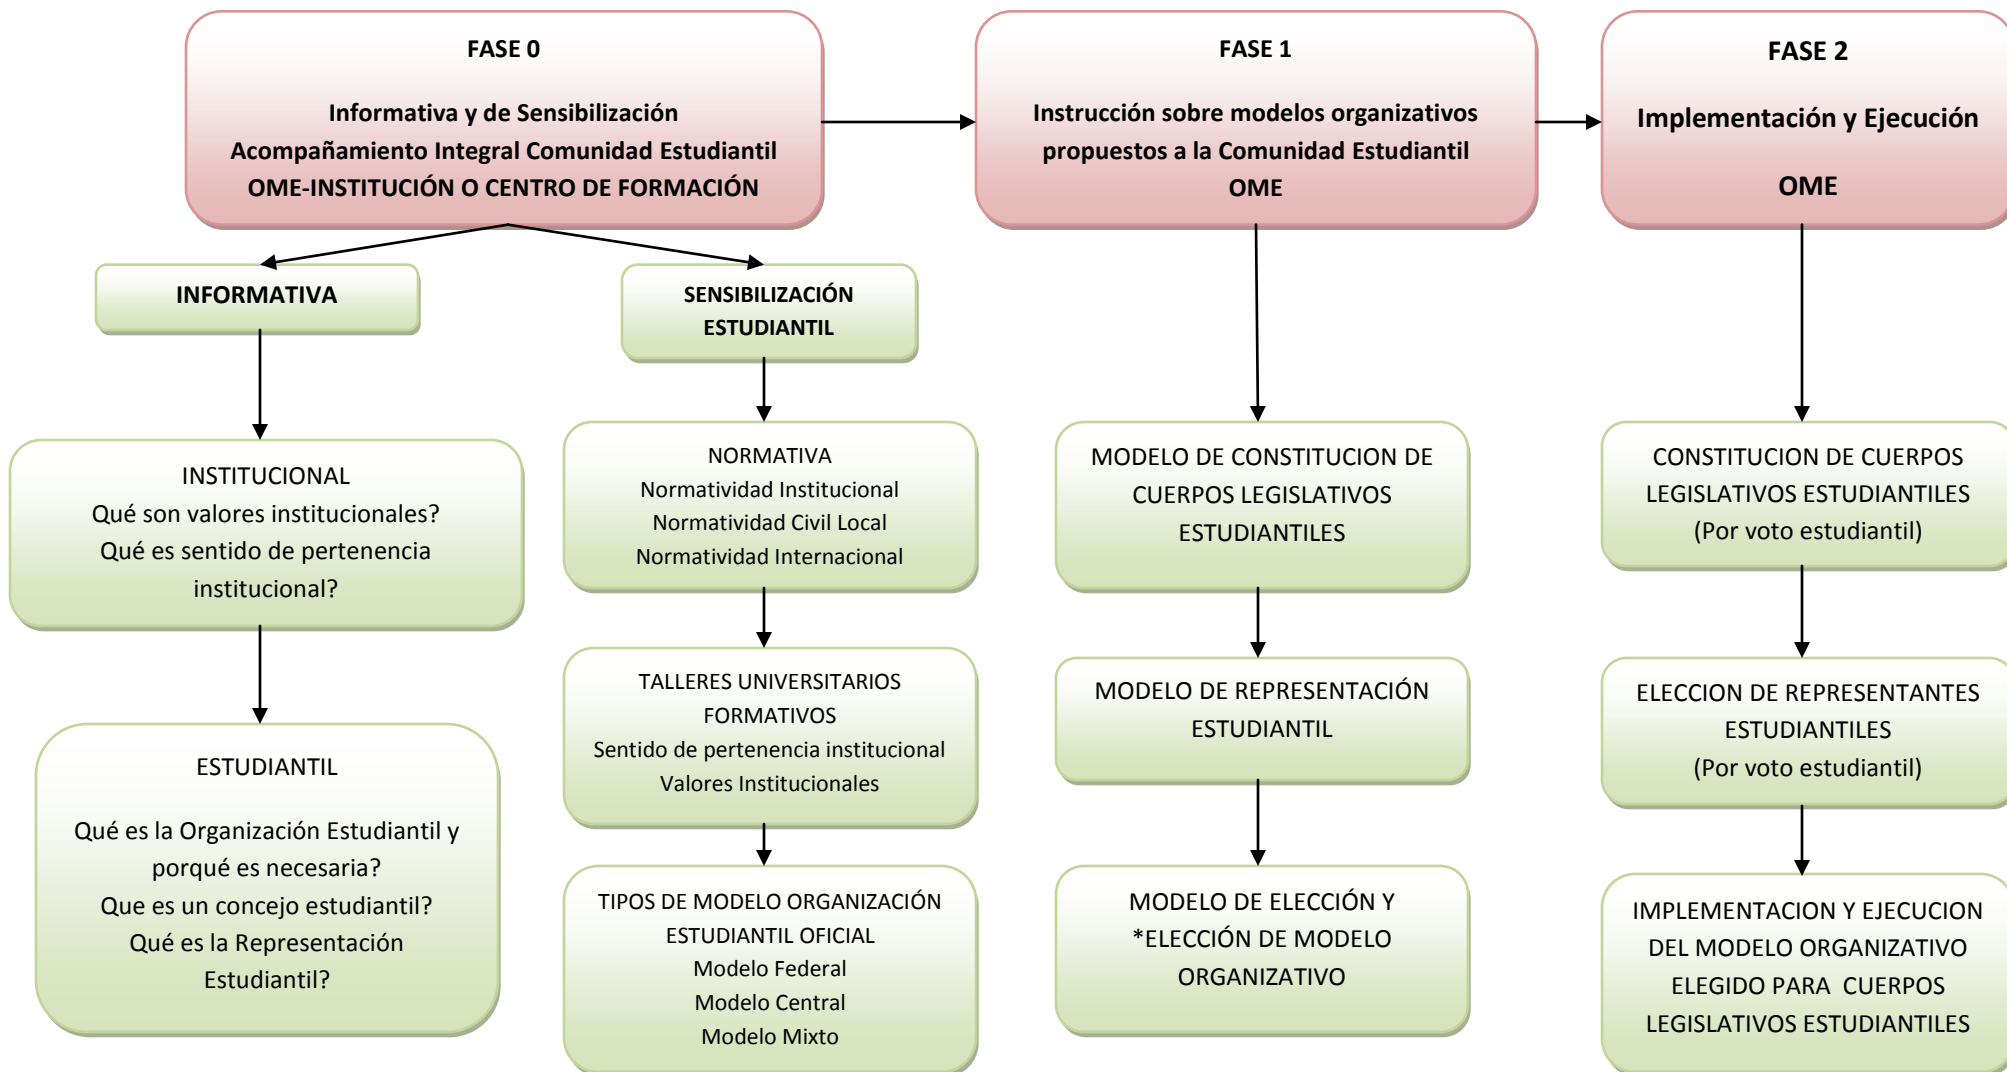 FASE 0
Informativa y de Sensibilización
Acompañamiento Integral Comunidad Estudiantil
OME-INSTITUCIÓN O CENTRO DE FORMACIÓN
FASE 1
Instrucción sobre modelos organizativos
propuestos a la Comunidad Estudiantil
OME
FASE 2
Implementación y Ejecución
OME
INFORMATIVA
SENSIBILIZACIÓN
ESTUDIANTIL
INSTITUCIONAL
Qué son valores institucionales?
Qué es sentido de pertenencia
institucional?
ESTUDIANTIL
Qué es la Organización Estudiantil y
porqué es necesaria?
Que es un concejo estudiantil?
Qué es la Representación
Estudiantil?
NORMATIVA
Normatividad Institucional
Normatividad Civil Local
Normatividad Internacional
TALLERES UNIVERSITARIOS
FORMATIVOS
Sentido de pertenencia institucional
Valores Institucionales
TIPOS DE MODELO ORGANIZACIÓN
ESTUDIANTIL OFICIAL
Modelo Federal
Modelo Central
Modelo Mixto
MODELO DE CONSTITUCION DE
CUERPOS LEGISLATIVOS
ESTUDIANTILES
MODELO DE REPRESENTACIÓN
ESTUDIANTIL
MODELO DE ELECCIÓN Y
*ELECCIÓN DE MODELO
ORGANIZATIVO
CONSTITUCION DE CUERPOS
LEGISLATIVOS ESTUDIANTILES
(Por voto estudiantil)
ELECCION DE REPRESENTANTES
ESTUDIANTILES
(Por voto estudiantil)
IMPLEMENTACION Y EJECUCION
DEL MODELO ORGANIZATIVO
ELEGIDO PARA  CUERPOS
LEGISLATIVOS ESTUDIANTILES